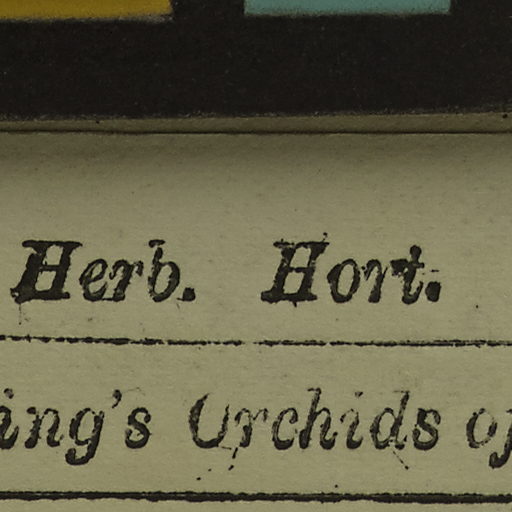 Herb. Hort.
ing's Orchids of